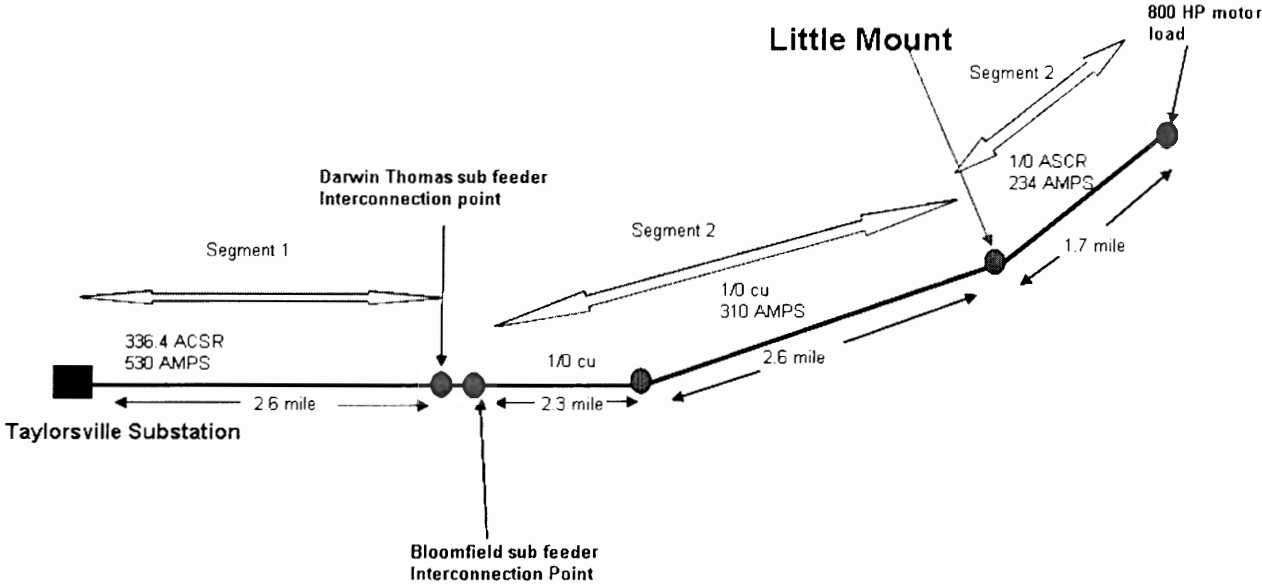 800 HP motor
load
Little Mount
Segment 2
1/0 ASCR
234 AMPS
Darwin Thomas sub feeder
Interconnection point
Segment 2
Segment 1
1.7 mile
1/0 cu
310 AMPS
336.4 ACSR
530 AMPS
1/0 cu
2.6 mile
2.6 mile
2.3 mile
Taylorsville Substation
Bloomfield sub feeder
Interconnection Point